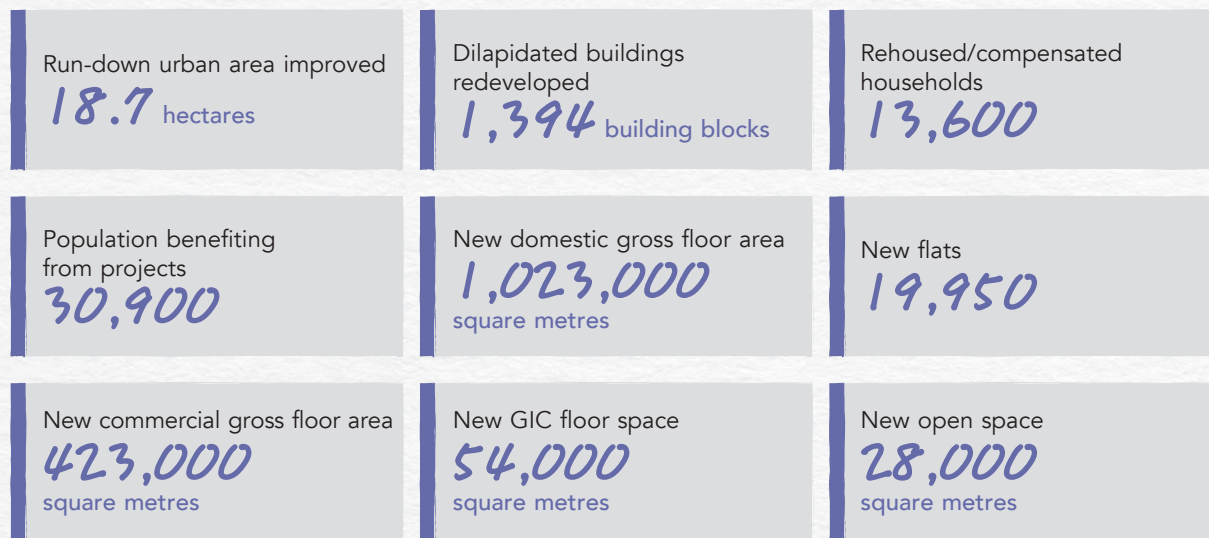 Run-down urban area improved
18.7 hectares
Dilapidated buildings
redeveloped
1,394 building blocks
Rehoused/compensated
households
13,600
Population benefiting
from projects
30,900
New domestic gross floor area
1,023,000
square metres
New flats
19,950
New commercial gross floor area
423,000
square metres
New GIC floor space
54,000
square metres
New open space
28,000
square metres